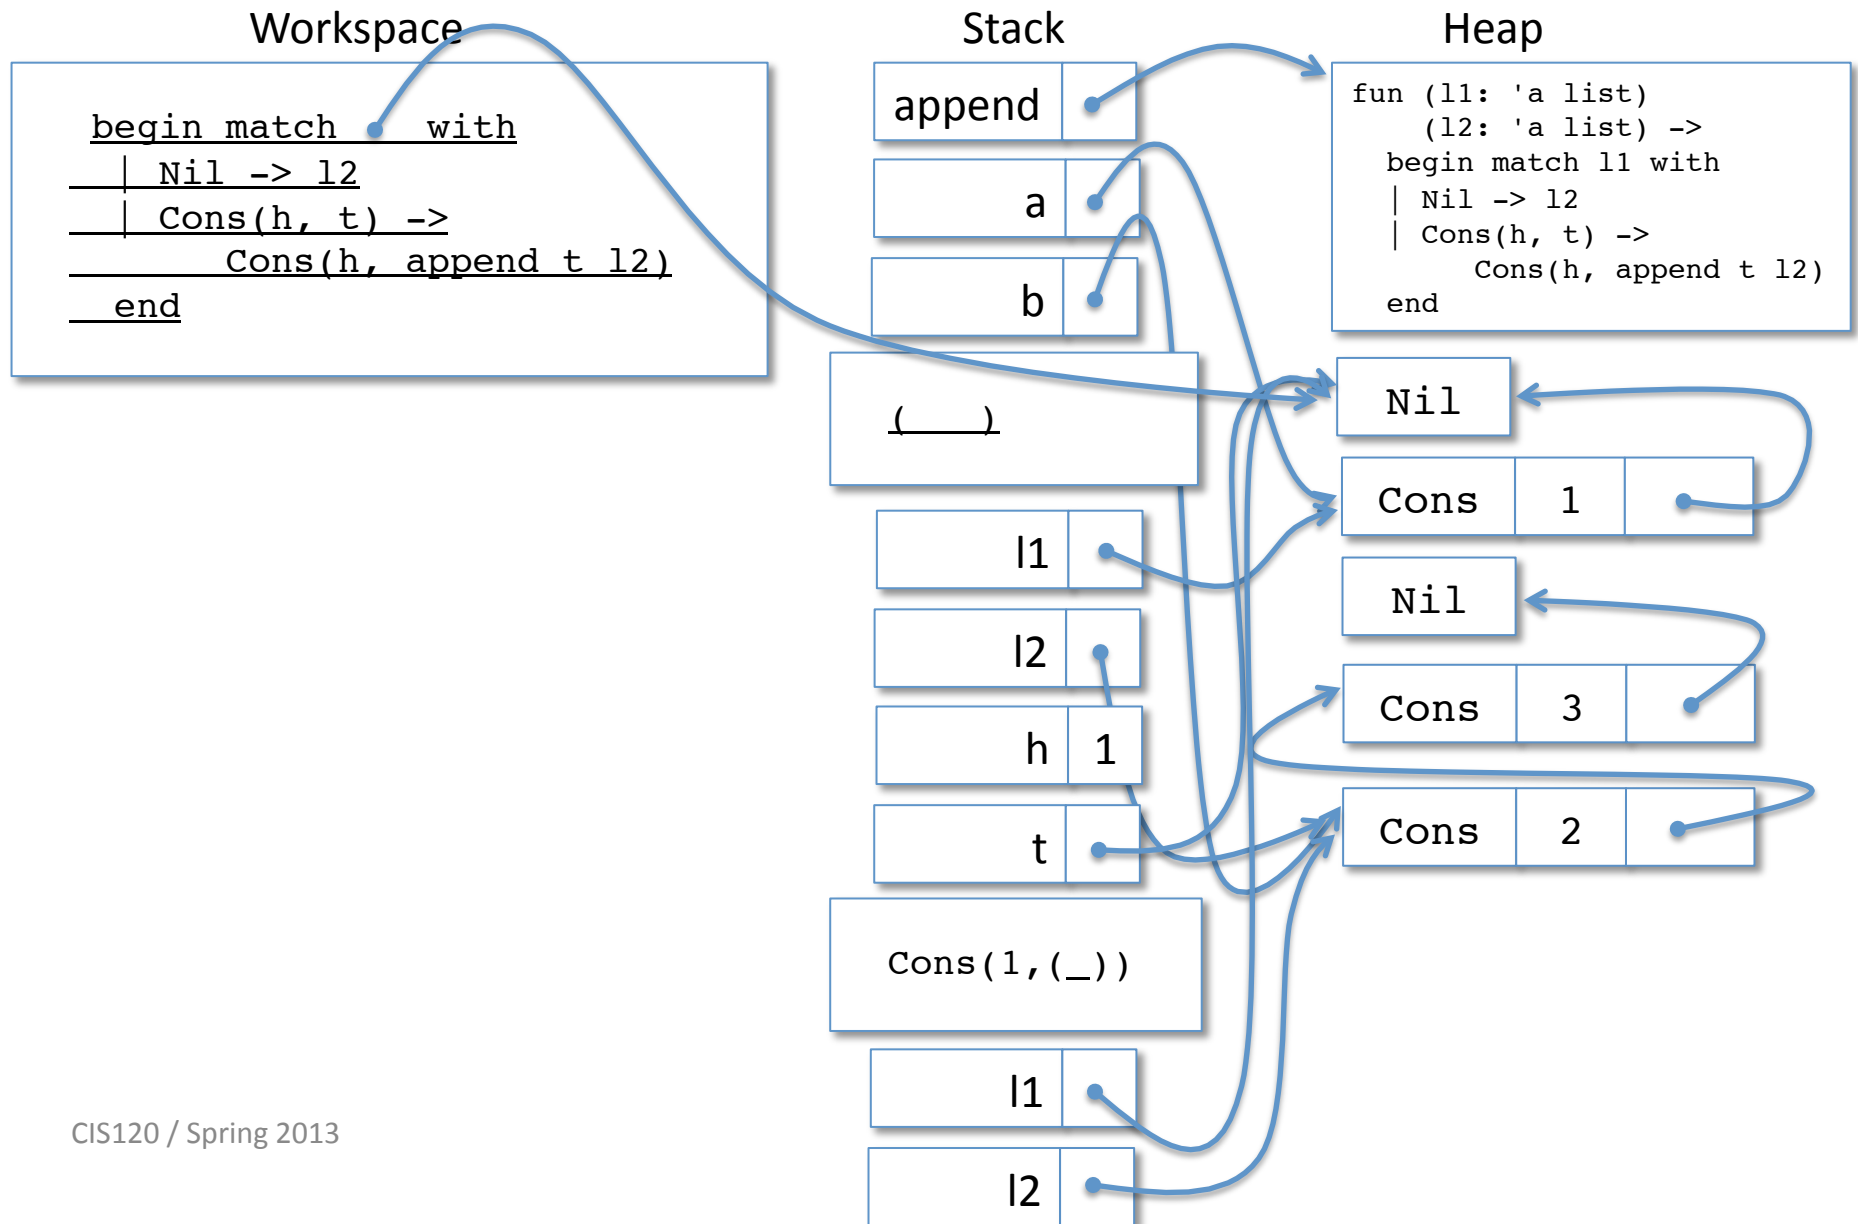 Workspace
begin match with
| Nil -> l2
| Cons(h, t) ->
Cons(h, append t l2)
end
Stack
append
a
b
(___)
l1
l2
h 1
t
Cons(1,(_))
l1
l2
Heap
fun (l1: 'a list)
(l2: 'a list) ->
begin match l1 with
| Nil -> l2
| Cons(h, t) ->
Cons(h, append t l2)
end
Nil
Cons 1
Nil
Cons 3
Cons 2
CIS120 / Spring 2013